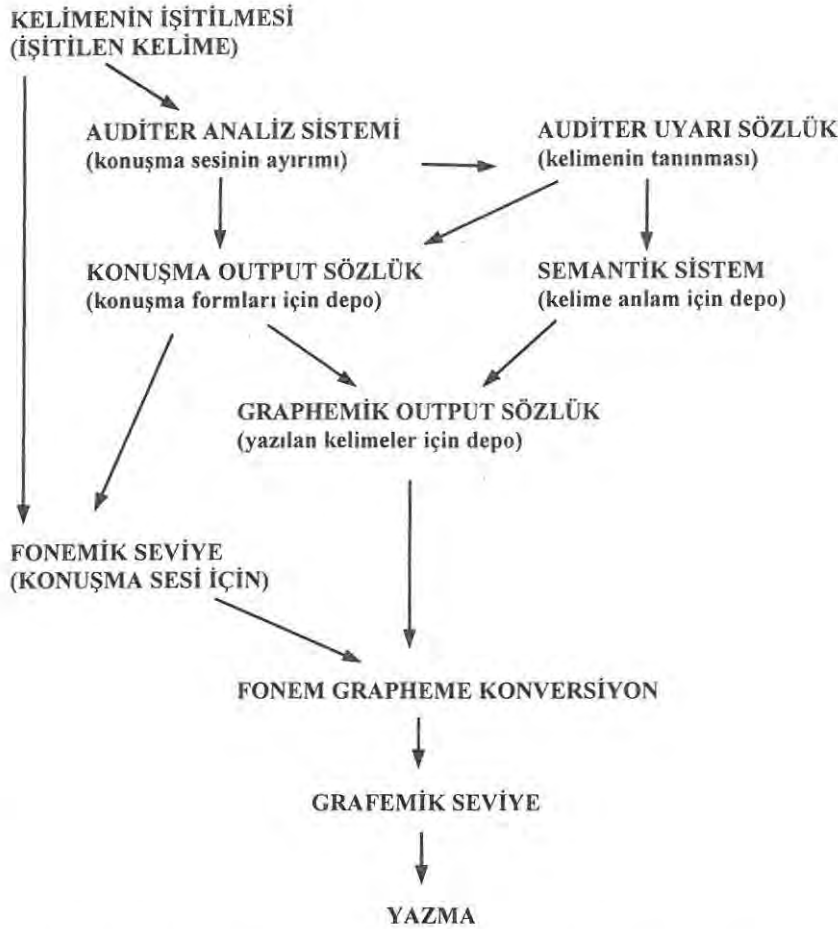 KELİMENİN İŞİTİLMESİ
(İŞİTİLEN KELİME)
AUDİTER ANALİZ SİSTEMİ
(konuşma sesinin ayırımı)
AUDİTER UYARI SÖZLÜK
(kelimenin tanınması)
KONUŞMA OUTPUT SÖZLÜK
(konuşma formları için depo)
SEMANTİK SİSTEM
(kelime anlam için depo)
GRAPHEMİK OUTPUT SÖZLÜK
(yazılan kelimeler için depo)
FONEMİK SEVİYE
(KONUŞMA SESİ İÇİN)
FONEM GRAPHEME KONVERSİYON
GRAFEMİK SEVİYE
YAZMA